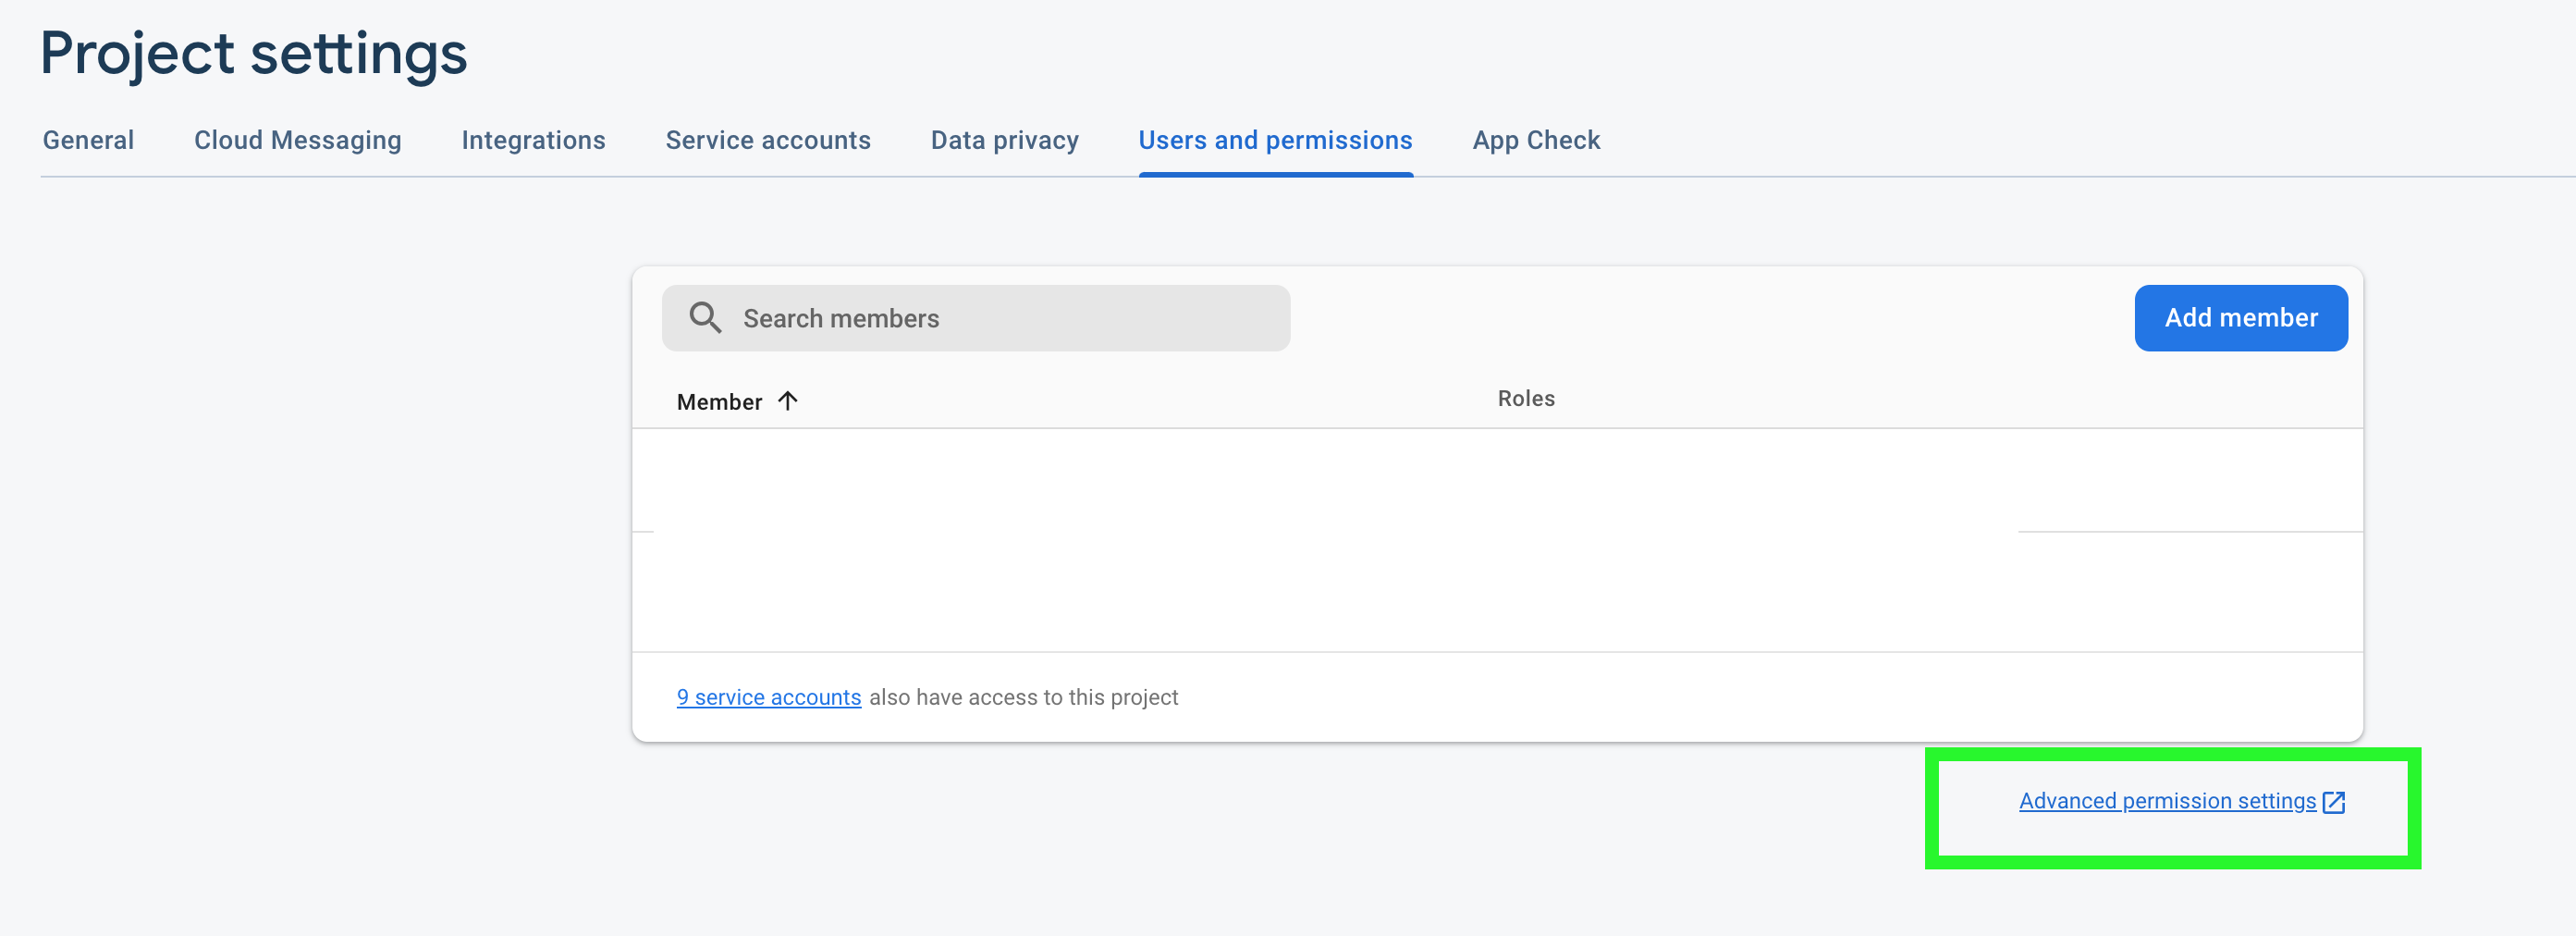 Project settings
General Cloud Messaging Integrations Service accounts Data privacy Users and permissions App Check
Search members
Add member
Member Roles
9 service accounts also have access to this project
Advanced permission settings